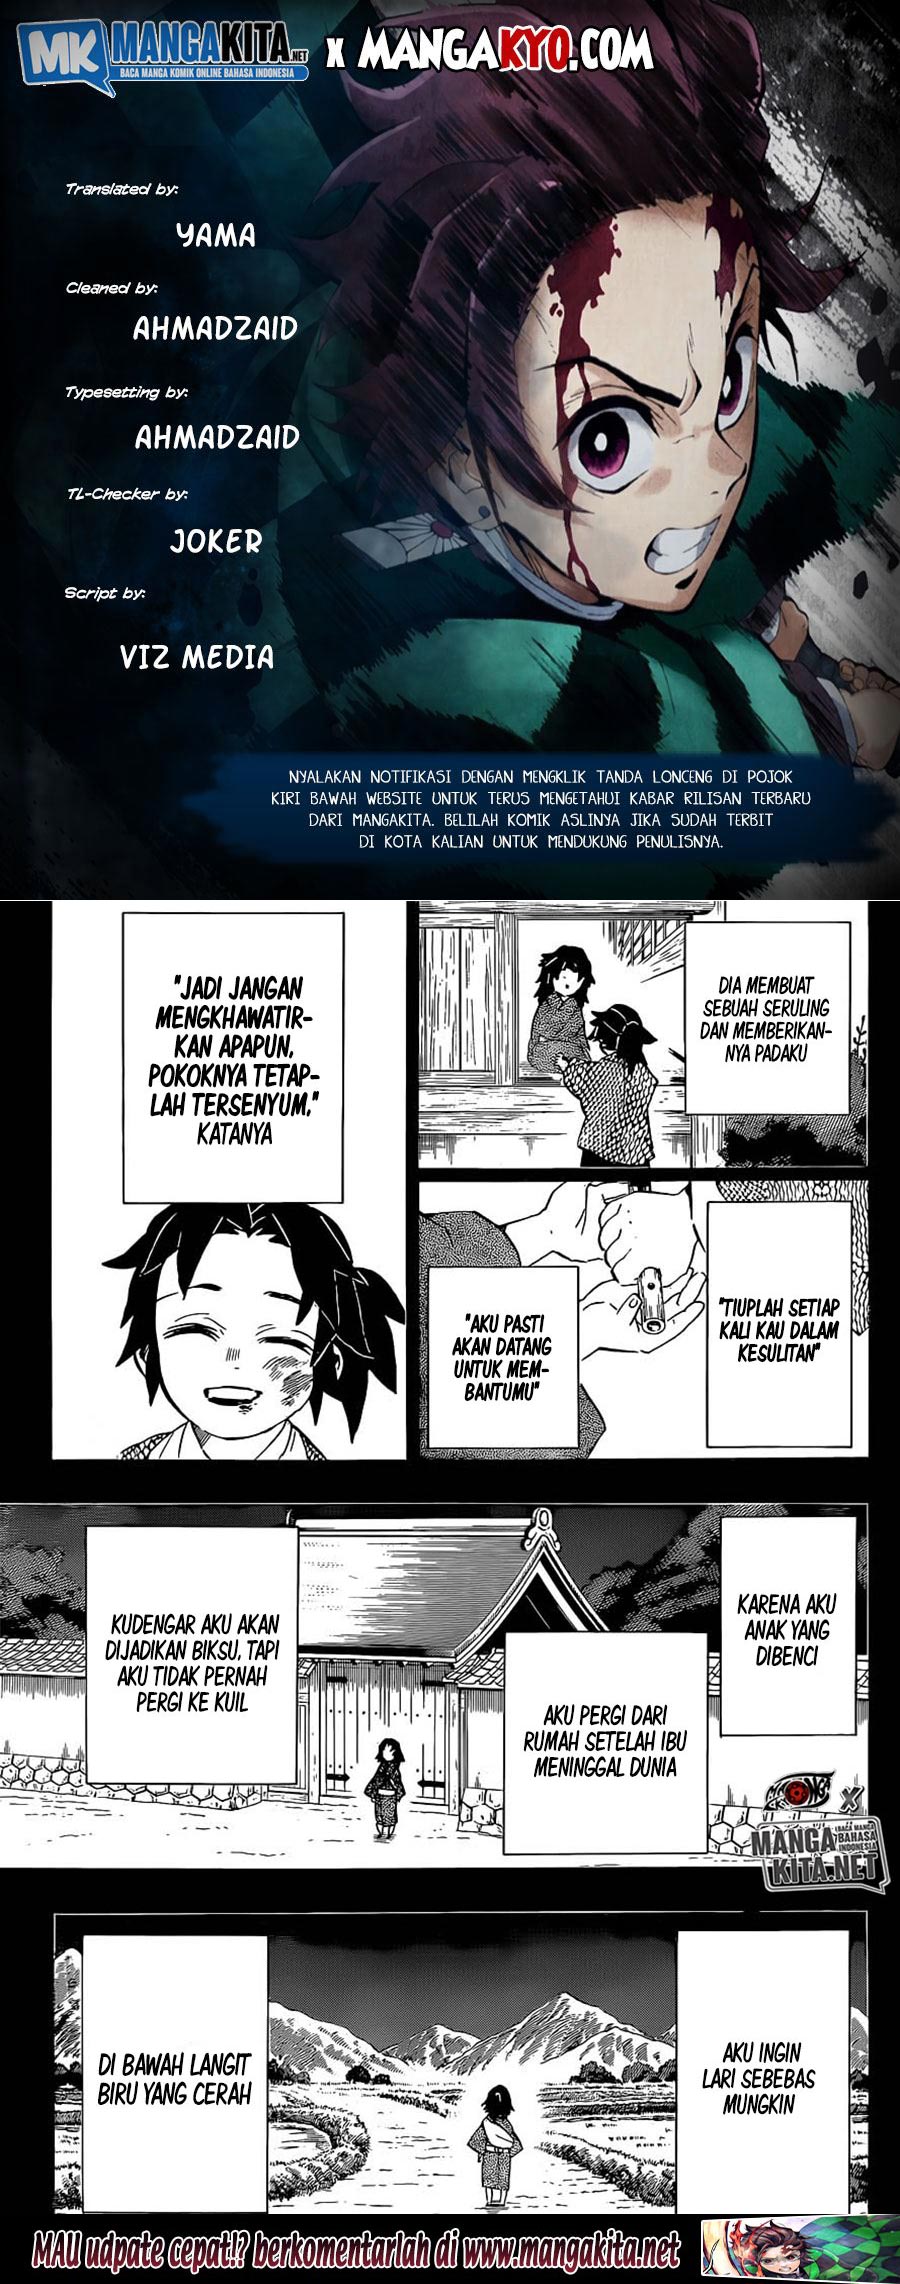 MK MANGAKITA.NET x MANGAKYO.COM
BACA MANGA KOMIK ONLINE BAHASA INDONESIA
Translated by:
YAMA
Cleaned by:
AHMADZAID
Typesetting by:
AHMADZAID
TL-Checker by:
JOKER
Script by:
VIZ MEDIA
NYALAKAN NOTIFIKASI DENGAN MENGKLIK TANDA LONCENG DI POJOK
KIRI BAWAH WEBSITE UNTUK TERUS MENGETAHUI KABAR RILISAN TERBARU
DARI MANGAKITA. BELILAH KOMIK ASLINYA JIKA SUDAH TERBIT
DI KOTA KALIAN UNTUK MENDUKUNG PENULISNYA.
DIA MEMBUAT
SEBUAH SERULING
DAN MEMBERIKAN-
NYA PADAKU
"TIUPLAH SETIAP
KALI KAU DALAM
KESULITAN"
"AKU PASTI
AKAN DATANG
UNTUK MEM-
BANTUMU"
"JADI JANGAN
MENGKHAWATIR-
KAN APAPUN,
POKOKNYA TETAP-
LAH TERSENYUM,"
KATANYA
KARENA AKU
ANAK YANG
DIBENCI
AKU PERGI DARI
RUMAH SETELAH IBU
MENINGGAL DUNIA
KUDENGAR AKU AKAN
DIJADIKAN BIKSU, TAPI
AKU TIDAK PERNAH
PERGI KE KUIL
X
MANGA
KITA.NET
BACA MANGA
BAHASA
INDONESIA
AKU INGIN
LARI SEBEBAS
MUNGKIN
DI BAWAH LANGIT
BIRU YANG CERAH
MAU udpate cepat!? berkomentarlah di www.mangakita.net